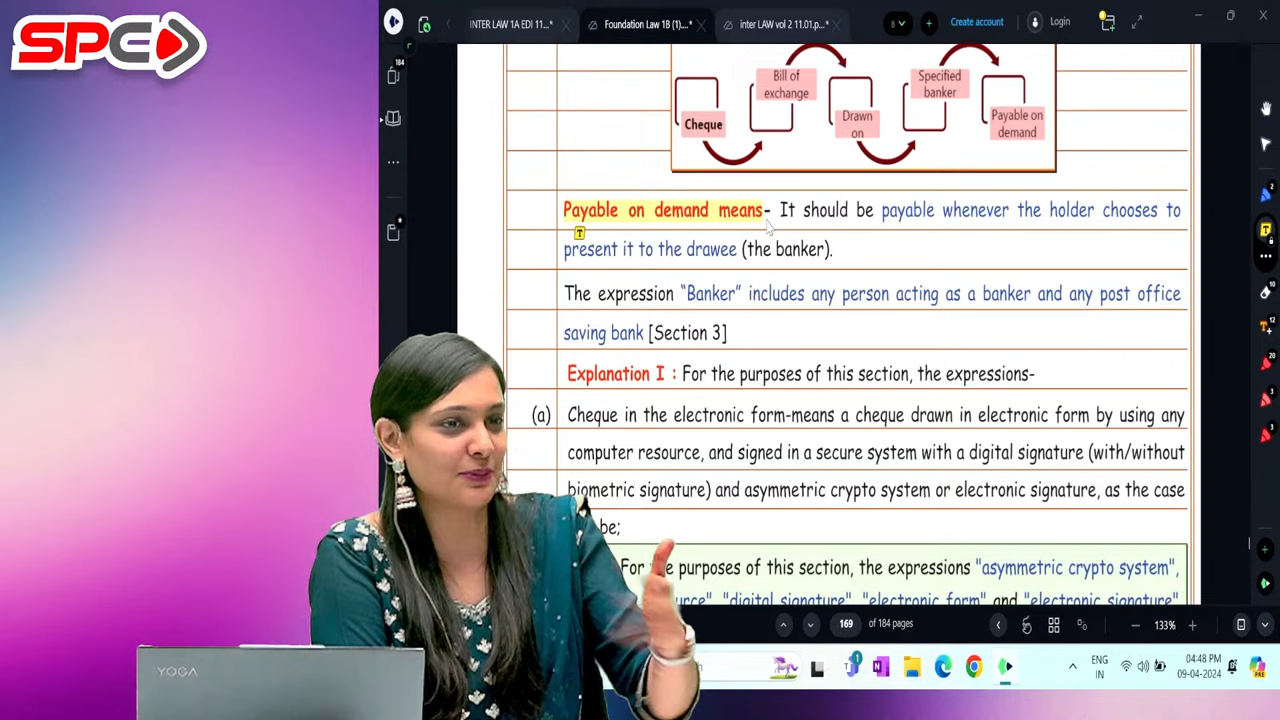 SPC
INTER LAW 1A EDI 11...*
Foundation Law 1B (1)....*
inter LAW vol 2 11.01.p...*
8
Create account
Login
184
Cheque
Bill of
exchange
Drawn
on
Specified
banker
Payable on
demand
Payable on demand means- It should be payable whenever the holder chooses to
T
present it to the drawee (the banker).
The expression "Banker" includes any person acting as a banker and any post office
saving bank [Section 3]
Explanation I : For the purposes of this section, the expressions-
(a) Cheque in the electronic form-means a cheque drawn in electronic form by using any
computer resource, and signed in a secure system with a digital signature (with/without
biometric signature) and asymmetric crypto system or electronic signature, as the case
be;
For the purposes of this section, the expressions "asymmetric crypto system",
"digital signature", "electronic form" and "electronic signature"
169 of 184 pages
133%
ENG
IN
04:48 PM
09-04-2024
PRE
YOGA